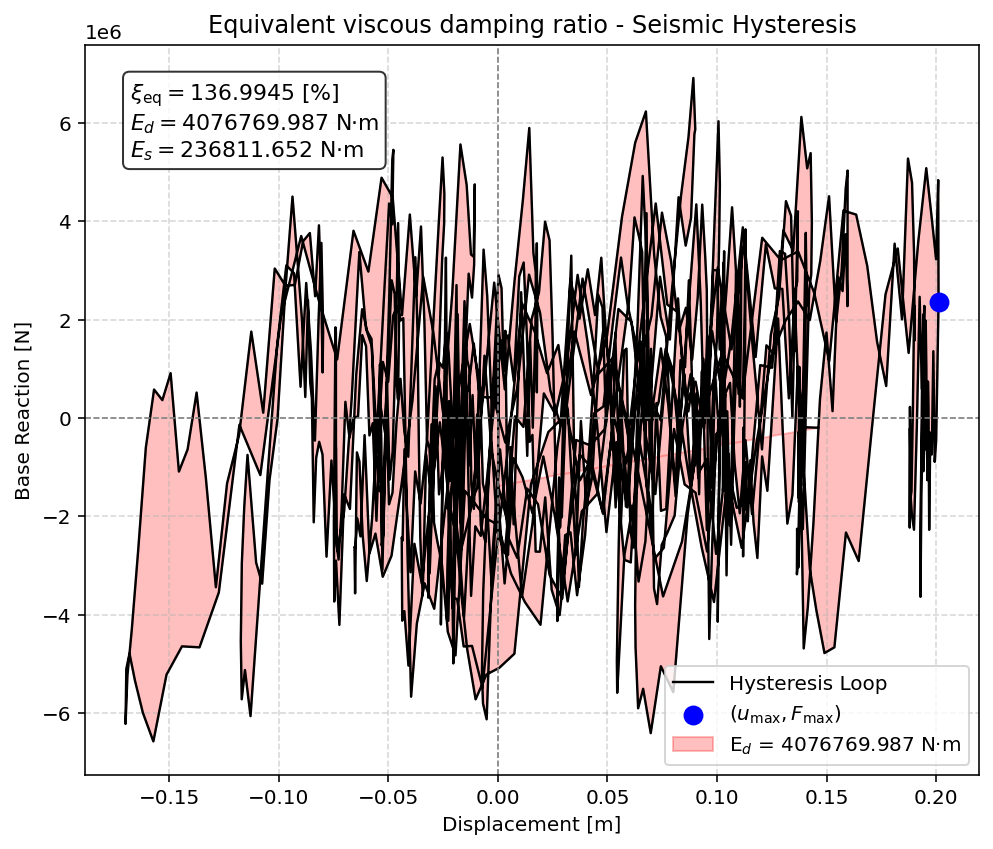 Equivalent viscous damping ratio - Seismic Hysteresis
1e6
ξeq = 136.9945 [%]
Ed = 4076769.987 N·m
Es = 236811.652 N·m
6
4
2
0
−2
−4
−6
Base Reaction [N]
Hysteresis Loop
(umax, Fmax)
Ed = 4076769.987 N·m
−0.15
−0.10
−0.05
0.00
0.05
0.10
0.15
0.20
Displacement [m]